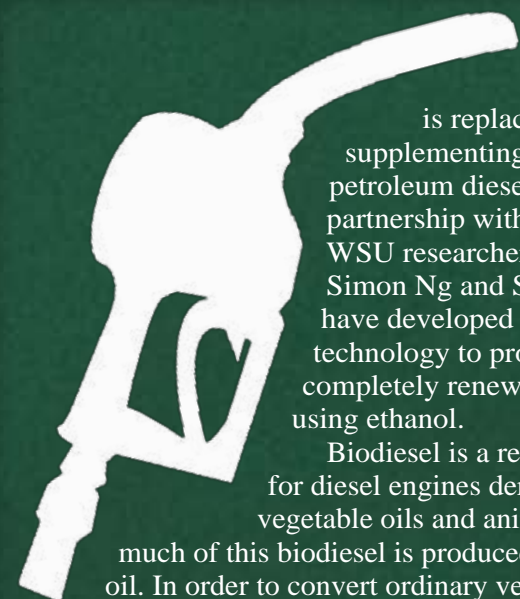 is replac
supplementing
petroleum diese
partnership with
WSU researche
Simon Ng and S
have developed
technology to pro
completely renew
using ethanol.
Biodiesel is a re
for diesel engines de
vegetable oils and ani
much of this biodiesel is produce
oil. In order to convert ordinary ve